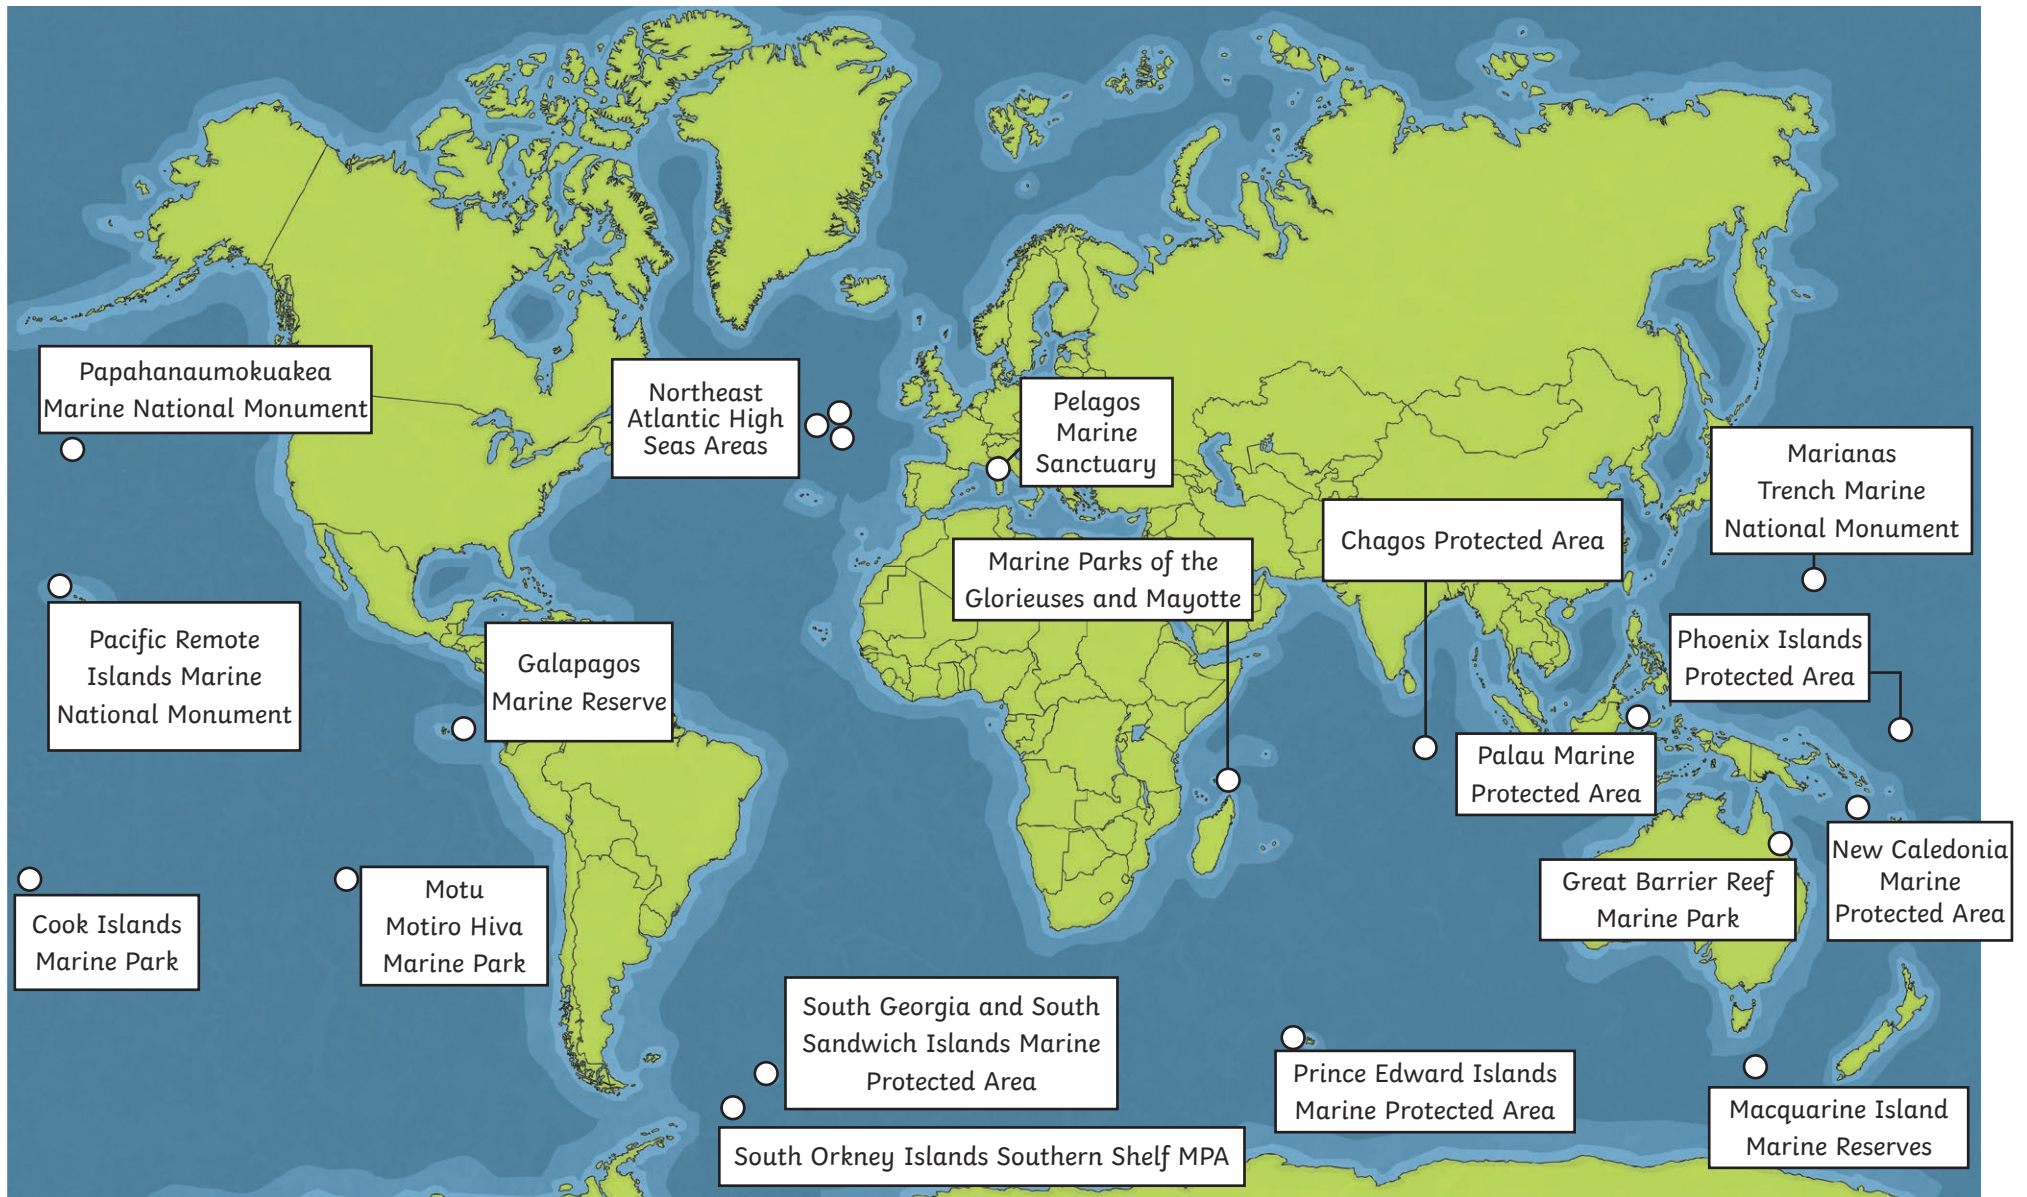 Papahanaumokuakea
Marine National Monument
Northeast
Atlantic High
Seas Areas
Pelagos
Marine
Sanctuary
Marianas
Trench Marine
National Monument
Chagos Protected Area
Marine Parks of the
Glorieuses and Mayotte
Pacific Remote
Islands Marine
National Monument
Galapagos
Marine Reserve
Phoenix Islands
Protected Area
Palau Marine
Protected Area
New Caledonia
Marine
Protected Area
Great Barrier Reef
Marine Park
Cook Islands
Marine Park
Motu
Motiro Hiva
Marine Park
South Georgia and South
Sandwich Islands Marine
Protected Area
Prince Edward Islands
Marine Protected Area
Macquarine Island
Marine Reserves
South Orkney Islands Southern Shelf MPA